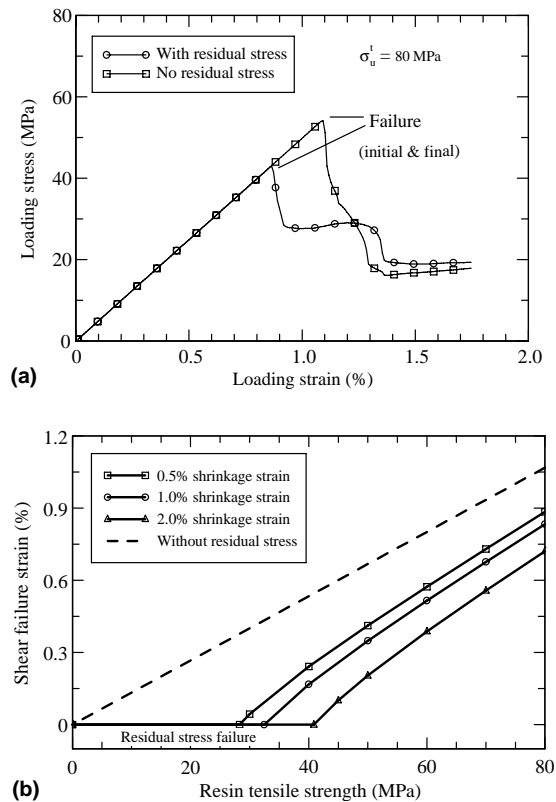 80
60
40
20
0
Loading stress (MPa)
With residual stress
No residual stress
σ_u^t = 80 MPa
Failure
(initial & final)
0 0.5 1.0 1.5 2.0
Loading strain (%)
(a)
1.2
0.9
0.6
0.3
0
Shear failure strain (%)
0.5% shrinkage strain
1.0% shrinkage strain
2.0% shrinkage strain
Without residual stress
Residual stress failure
0 20 40 60 80
Resin tensile strength (MPa)
(b)